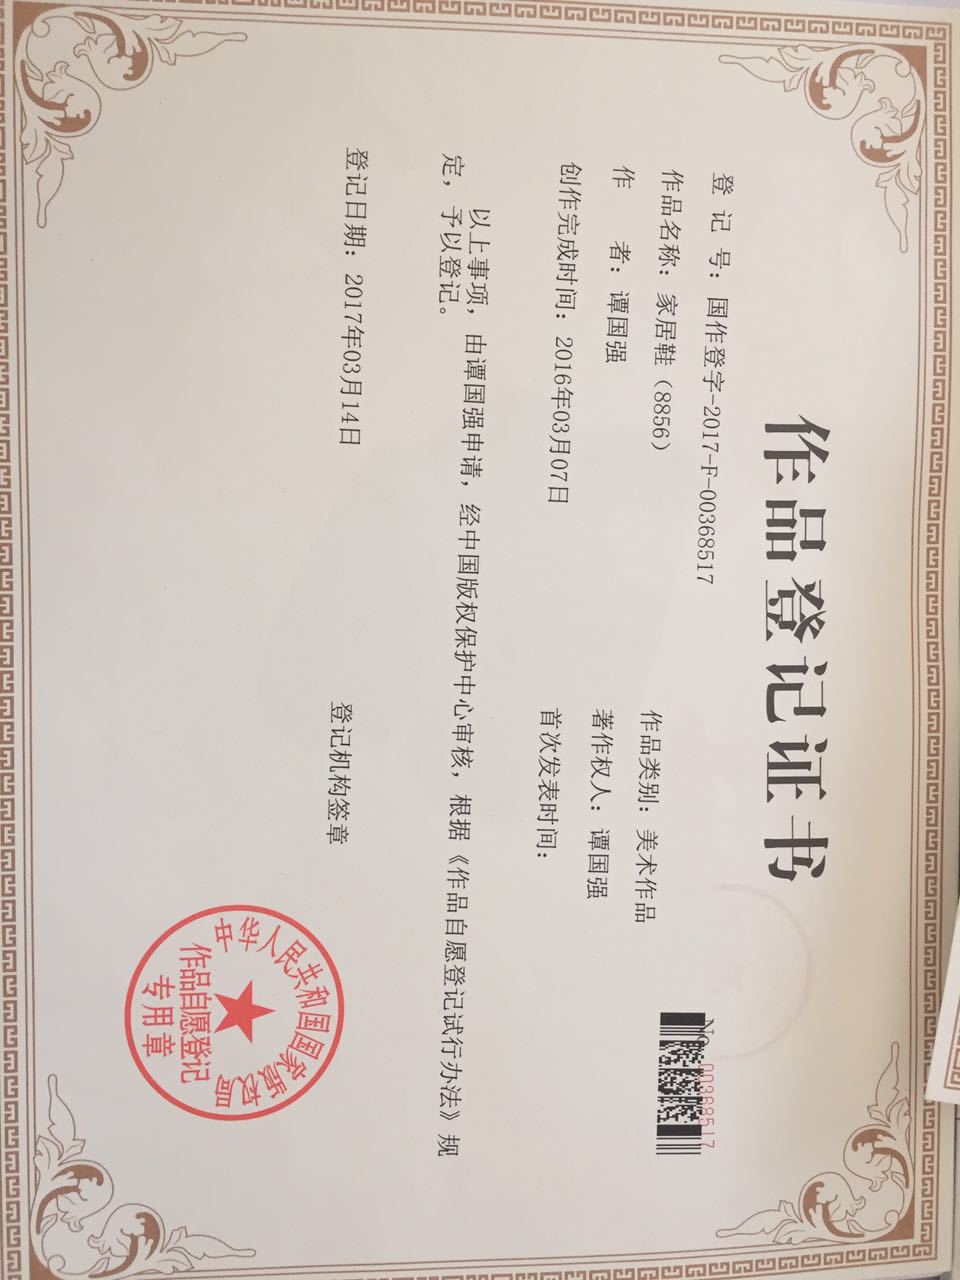 作品登记证书
No. 00368517
登 记 号：国作登字-2017-F-00368517
作品名称：家居鞋（8856） 作品类别：美术作品
作 者：谭国强 著作权人：谭国强
创作完成时间：2016年03月07日 首次发表时间：
以上事项，由谭国强申请，经中国版权保护中心审核，根据《作品自愿登记试行办法》规
定，予以登记。
登记日期：2017年03月14日 登记机构签章
中华人民共和国国家版权局
作品自愿登记
专用章